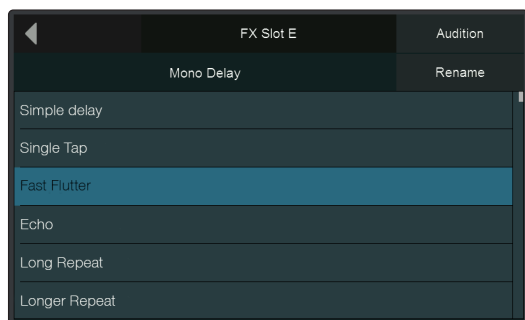 FX Slot E
Audition
Mono Delay
Rename
Simple delay
Single Tap
Fast Flutter
Echo
Long Repeat
Longer Repeat